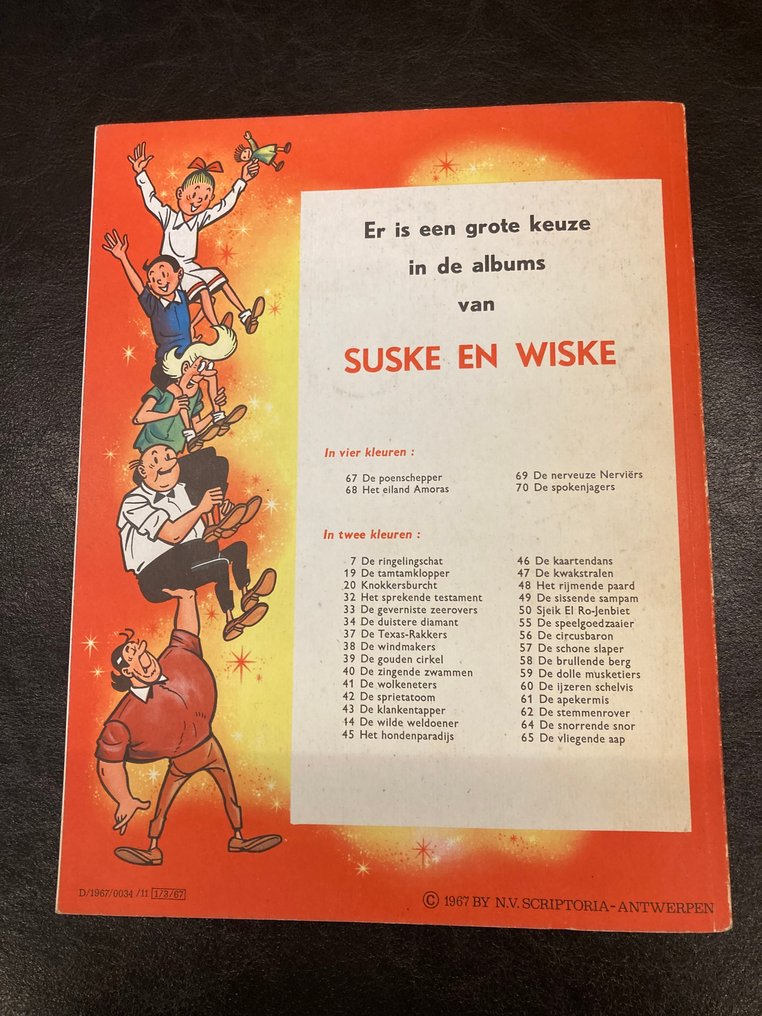 Er is een grote keuze
in de albums
van
SUSKE EN WISKE
In vier kleuren :
67 De poenschepper
68 Het eiland Amoras
69 De nerveuze Nerviërs
70 De spokenjagers
In twee kleuren :
7 De ringelingschat
19 De tamtamklopper
20 Knokkersburcht
32 Het sprekende testament
33 De geverniste zeerovers
34 De duistere diamant
37 De Texas-Rakkers
38 De windmakers
39 De gouden cirkel
40 De zingende zwammen
41 De wolkeneters
42 De sprietatoom
43 De klankentapper
44 De wilde weldoener
45 Het hondenparadijs
46 De kaartendans
47 De kwakstralen
48 Het rijmende paard
49 De sissende sampam
50 Sjeik El Ro-Jenbiet
55 De speelgoedzaaier
56 De circusbaron
57 De schone slaper
58 De brullende berg
59 De dolle musketiers
60 De ijzeren schelvis
61 De apekermis
62 De stemmenrover
64 De snorrende snor
65 De vliegende aap
D/1967/0034/11 1/3/67
© 1967 BY N.V. SCRIPTORIA-ANTWERPEN